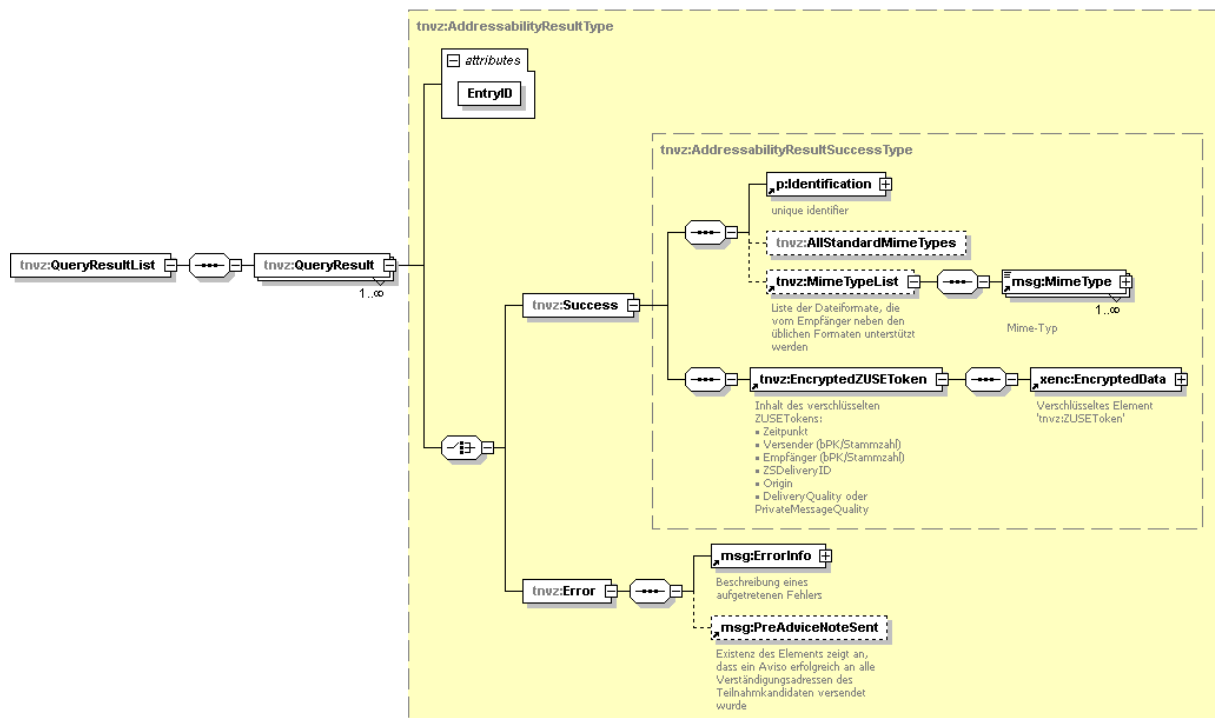 tnvz:AddressabilityResultType
attributes
EntryID
tnvz:AddressabilityResultSuccessType
p:Identification
unique identifier
tnvz:AllStandardMimeTypes
tnvz:QueryResultList
tnvz:QueryResult
1..∞
tnvz:MimeTypeList
msg:MimeType
1..∞
Liste der Dateiformate, die
vom Empfänger neben den
üblichen Formaten unterstützt
werden
Mime-Typ
tnvz:Success
tnvz:EncryptedZUSEToken
xenc:EncryptedData
Inhalt des verschlüsselten
ZUSETokens:
▪ Zeitpunkt
▪ Versender (bPK/Stammzahl)
▪ Empfänger (bPK/Stammzahl)
▪ ZSDeliveryID
▪ Origin
▪ DeliveryQuality oder
PrivateMessageQuality
Verschlüsseltes Element
'tnvz:ZUSEToken'
tnvz:Error
msg:ErrorInfo
Beschreibung eines
aufgetretenen Fehlers
msg:PreAdviceNoteSent
Existenz des Elements zeigt an,
dass ein Aviso erfolgreich an alle
Verständigungsadressen des
Teilnahmkandidaten versendet
wurde